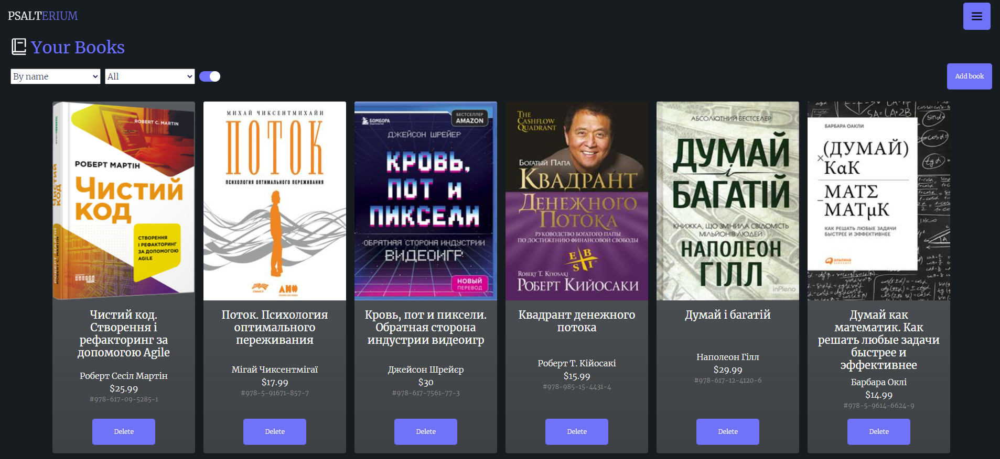 PSALTERIUM
Your Books
By name
All
Add book
ROBERT C. MARTIN
РОБЕРТ МАРТІН
Чистий
КОД
СТВОРЕННЯ
І РЕФАКТОРИНГ
ЗА ДОПОМОГОЮ
AGILE
ЧИСТИЙ
КОД
РОБЕРТ МАРТІН
Чистий код.
Створення і
рефакторинг за
допомогою Agile
Роберт Сесіл Мартін
$25.99
#978-617-09-5285-1
Delete
МИХАЙ ЧИКСЕНТМИХАЙИ
ПОТОК
ПСИХОЛОГИЯ ОПТИМАЛЬНОГО ПЕРЕЖИВАНИЯ
СМЫСЛ
Поток. Психология
оптимального
переживания
Мігай Чиксентмігаї
$17.99
#978-5-91671-857-7
Delete
БОМБОРА
БЕСТСЕЛЛЕР
AMAZON
ДЖЕЙСОН ШРЕЙЕР
КРОВЬ,
ПОТ И
ПИКСЕЛИ
ОБРАТНАЯ СТОРОНА ИНДУСТРИИ
ВИДЕОИГР
НОВЫЙ
ПЕРЕВОД
Кровь, пот и пиксели.
Обратная сторона
индустрии видеоигр
Джейсон Шрейєр
$30
#978-617-7561-77-3
Delete
THE
CASHFLOW
QUADRANT
БОГАТЫЙ ПАПА
КВАДРАНТ
ДЕНЕЖНОГО
ПОТОКА
РУКОВОДСТВО БОГАТОГО ПАПЫ
ПО ДОСТИЖЕНИЮ ФИНАНСОВОЙ СВОБОДЫ
E B
S I
ROBERT T. KIYOSAKI
РОБЕРТ КИЙОСАКИ
Квадрант денежного
потока
Роберт Т. Кійосакі
$15.99
#978-985-15-4431-4
Delete
АБСОЛЮТНИЙ БЕСТСЕЛЕР
ДУМАЙ
і
БАГАТІЙ
КНИЖКА, ЩО ЗМІНИЛА СВІДОМІСТЬ
МІЛЬЙОНІВ ЛЮДЕЙ
НАПОЛЕОН
ГІЛЛ
inPleno
Думай і багатій
Наполеон Гілл
$29.99
#978-617-12-4120-6
Delete
БАРБАРА ОАКЛИ
(ДУМАЙ)
× КαК
МАТΣ
– МАТμК
КАК РЕШАТЬ ЛЮБЫЕ ЗАДАЧИ
БЫСТРЕЕ И ЭФФЕКТИВНЕЕ
альпина
Думай как
математик. Как
решать любые задачи
быстрее и
эффективнее
Барбара Оклі
$14.99
#978-5-9614-6624-9
Delete